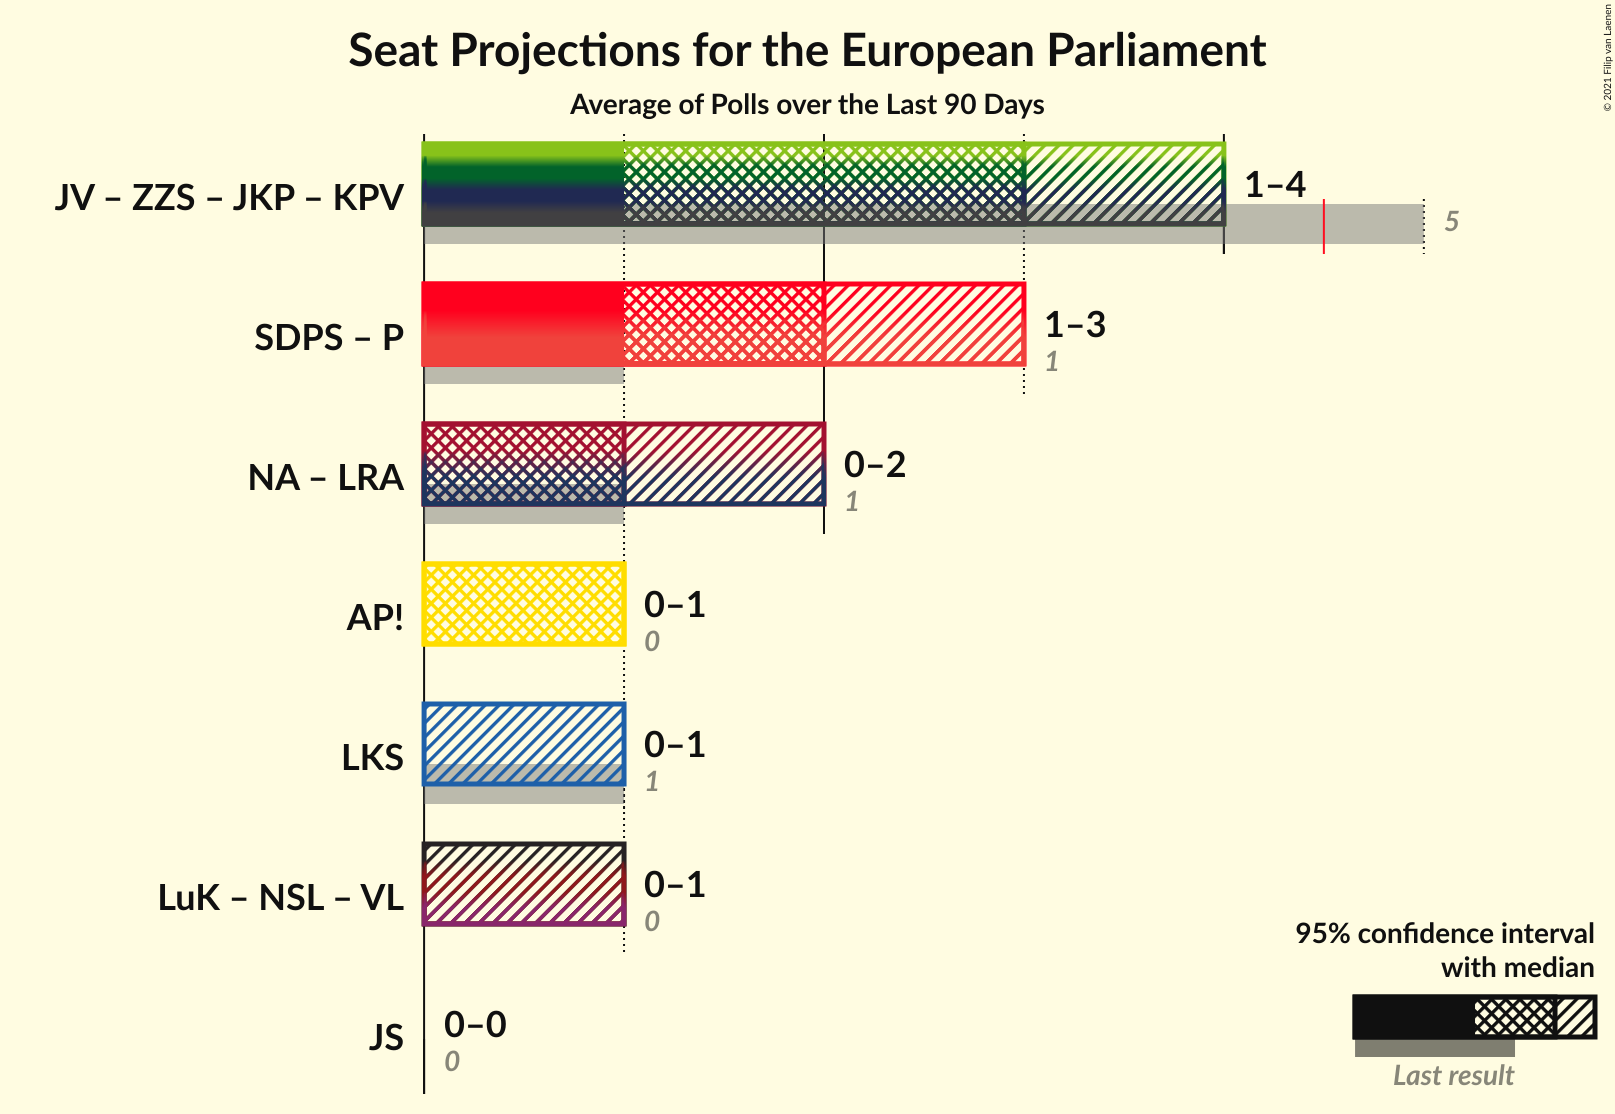 Seat Projections for the European Parliament
Average of Polls over the Last 90 Days
© 2021 Filip van Laenen
JV – ZZS – JKP – KPV
1–4
5
SDPS – P
1–3
1
NA – LRA
0–2
1
AP!
0–1
0
LKS
0–1
1
LuK – NSL – VL
0–1
0
JS
0–0
0
95% confidence interval
with median
Last result